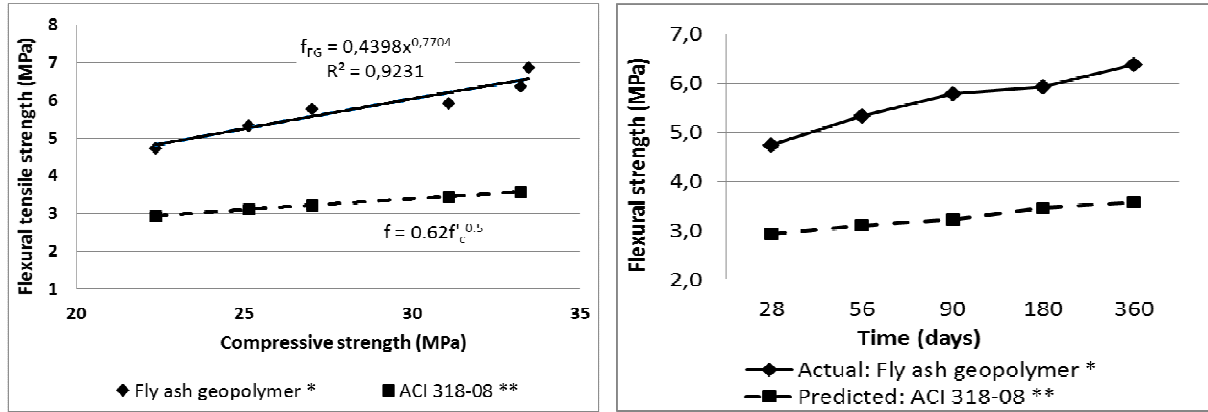 Flexural tensile strength (MPa)
8
7
6
5
4
3
2
1
f_rG = 0,4398x^0,7704
R² = 0,9231
f = 0.62f'_c^0.5
20
25
30
35
Compressive strength (MPa)
Fly ash geopolymer *
ACI 318-08 **
Flexural strength (MPa)
7,0
6,0
5,0
4,0
3,0
2,0
28
56
90
180
360
Time (days)
Actual: Fly ash geopolymer *
Predicted: ACI 318-08 **